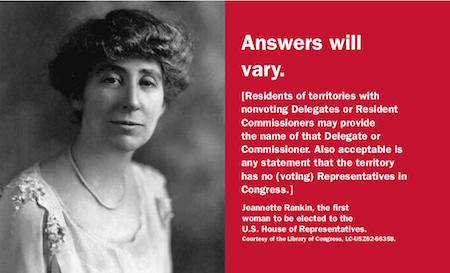 Answers will
vary.
[Residents of territories with
nonvoting Delegates or Resident
Commissioners may provide
the name of that Delegate or
Commissioner. Also acceptable is
any statement that the territory
has no (voting) Representatives in
Congress.]
Jeannette Rankin, the first
woman to be elected to the
U.S. House of Representatives.
Courtesy of the Library of Congress, LC-USZ62-66358.